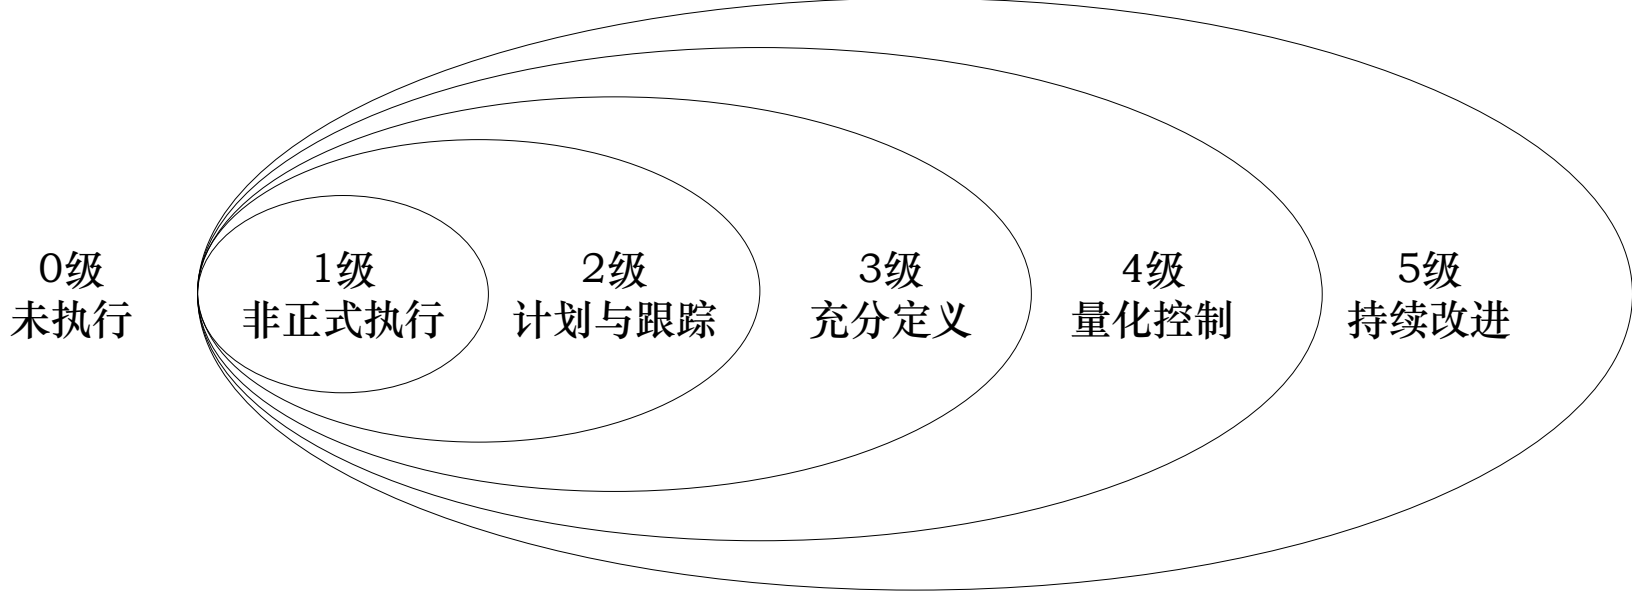 0级
未执行
1级
非正式执行
2级
计划与跟踪
3级
充分定义
4级
量化控制
5级
持续改进